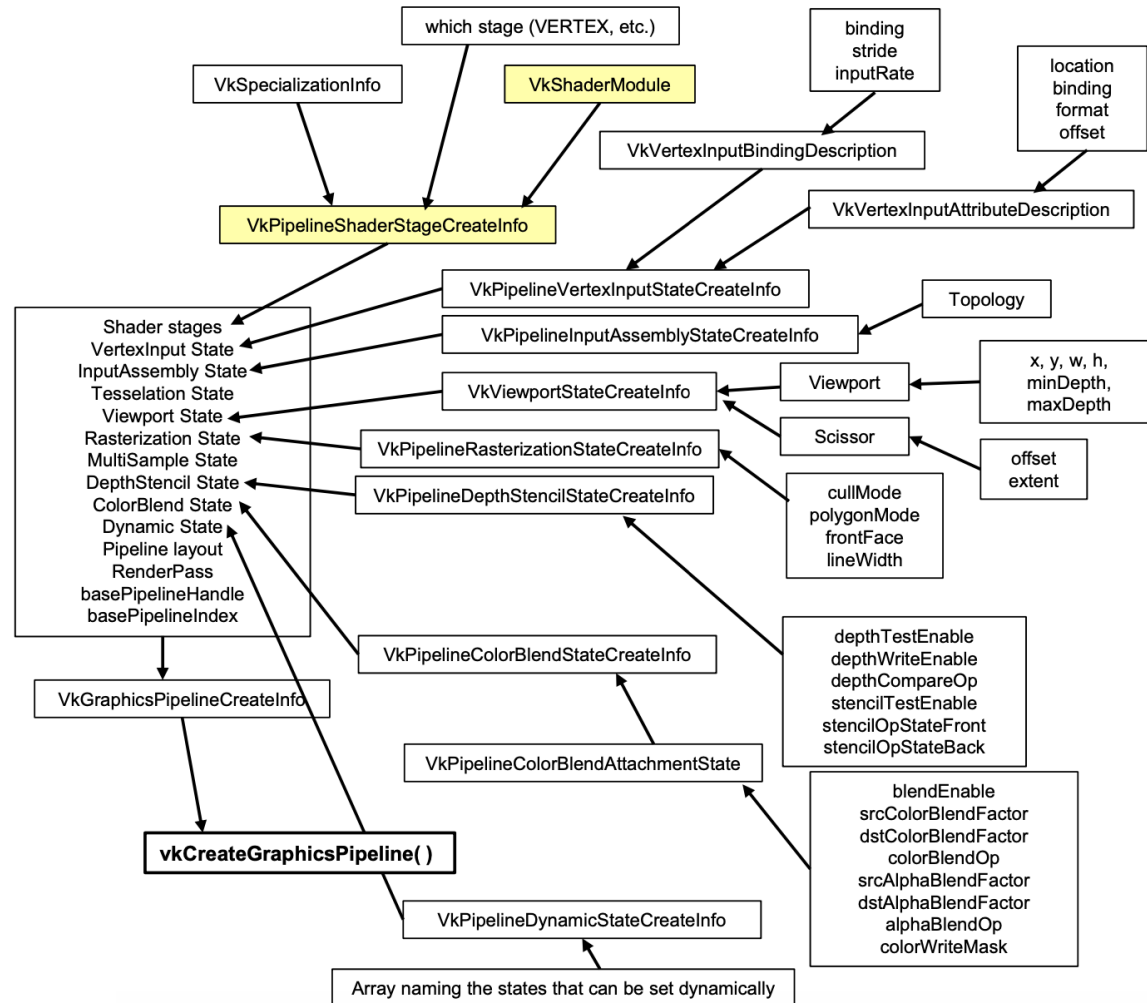 which stage (VERTEX, etc.)
binding
stride
inputRate
VkSpecializationInfo
VkShaderModule
location
binding
format
offset
VkVertexInputBindingDescription
VkPipelineShaderStageCreateInfo
VkVertexInputAttributeDescription
VkPipelineVertexInputStateCreateInfo
Topology
VkPipelineInputAssemblyStateCreateInfo
Shader stages
VertexInput State
InputAssembly State
Tesselation State
Viewport State
Rasterization State
MultiSample State
DepthStencil State
ColorBlend State
Dynamic State
Pipeline layout
RenderPass
basePipelineHandle
basePipelineIndex
VkViewportStateCreateInfo
Viewport
x, y, w, h,
minDepth,
maxDepth
Scissor
VkPipelineRasterizationStateCreateInfo
offset
extent
VkPipelineDepthStencilStateCreateInfo
cullMode
polygonMode
frontFace
lineWidth
VkPipelineColorBlendStateCreateInfo
depthTestEnable
depthWriteEnable
depthCompareOp
stencilTestEnable
stencilOpStateFront
stencilOpStateBack
VkGraphicsPipelineCreateInfo
VkPipelineColorBlendAttachmentState
blendEnable
srcColorBlendFactor
dstColorBlendFactor
colorBlendOp
srcAlphaBlendFactor
dstAlphaBlendFactor
alphaBlendOp
colorWriteMask
vkCreateGraphicsPipeline( )
VkPipelineDynamicStateCreateInfo
Array naming the states that can be set dynamically